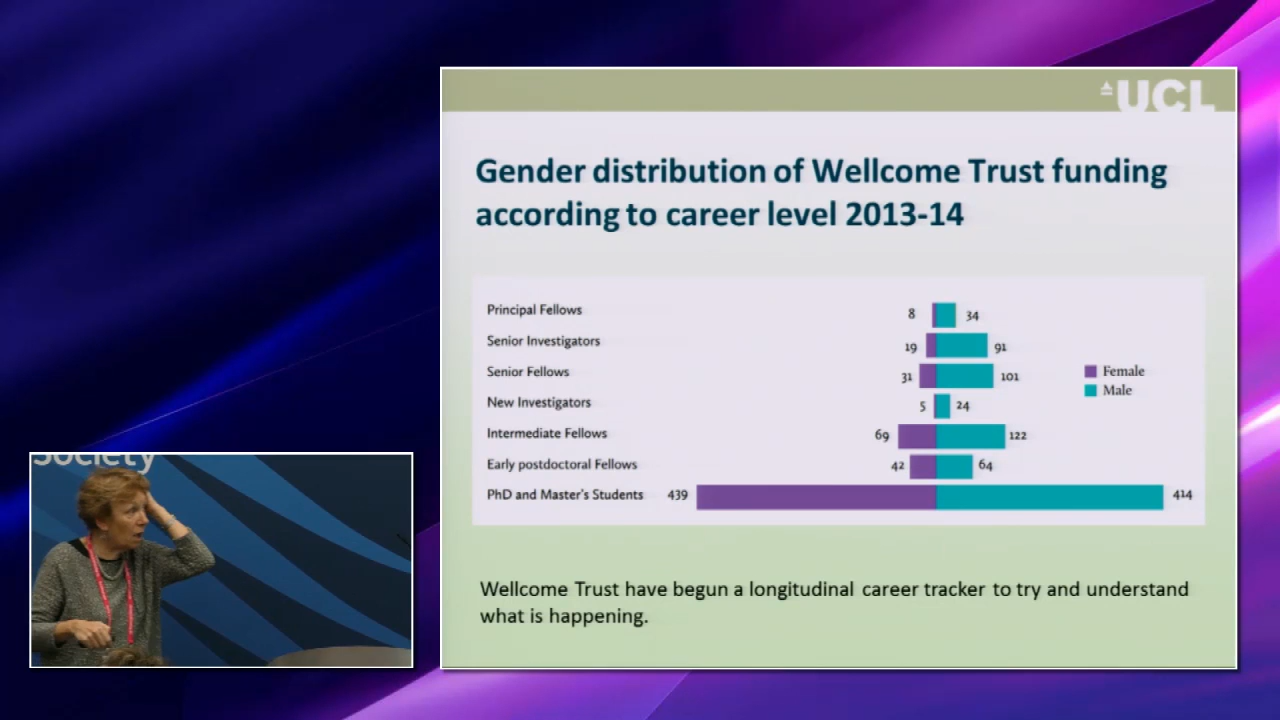 UCL
Gender distribution of Wellcome Trust funding
according to career level 2013-14
Principal Fellows 8 34
Senior Investigators 19 91
Senior Fellows 31 101
New Investigators 5 24
Intermediate Fellows 69 122
Early postdoctoral Fellows 42 64
PhD and Master's Students 439 414
Female
Male
Wellcome Trust have begun a longitudinal career tracker to try and understand
what is happening.
Society